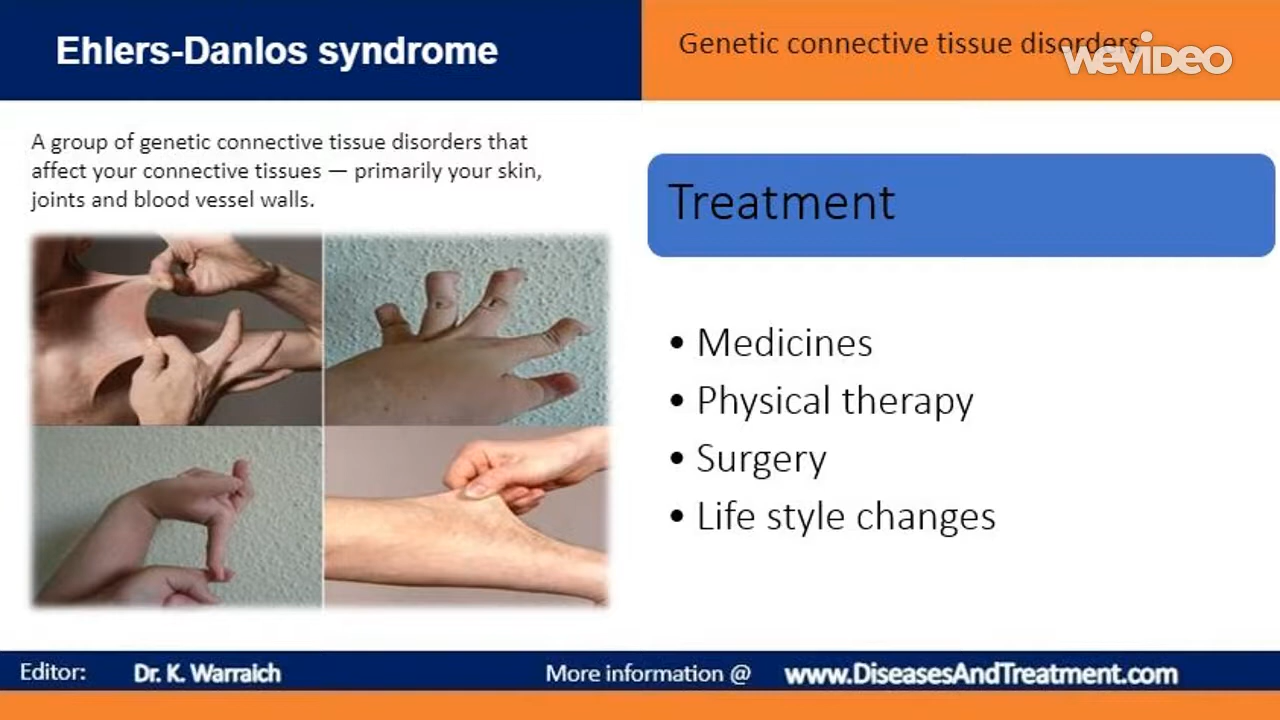 Ehlers-Danlos syndrome
Genetic connective tissue disorders
WEVIDEO
A group of genetic connective tissue disorders that
affect your connective tissues — primarily your skin,
joints and blood vessel walls.
Treatment
• Medicines
• Physical therapy
• Surgery
• Life style changes
Editor: Dr. K. Warraich
More information @ www.DiseasesAndTreatment.com